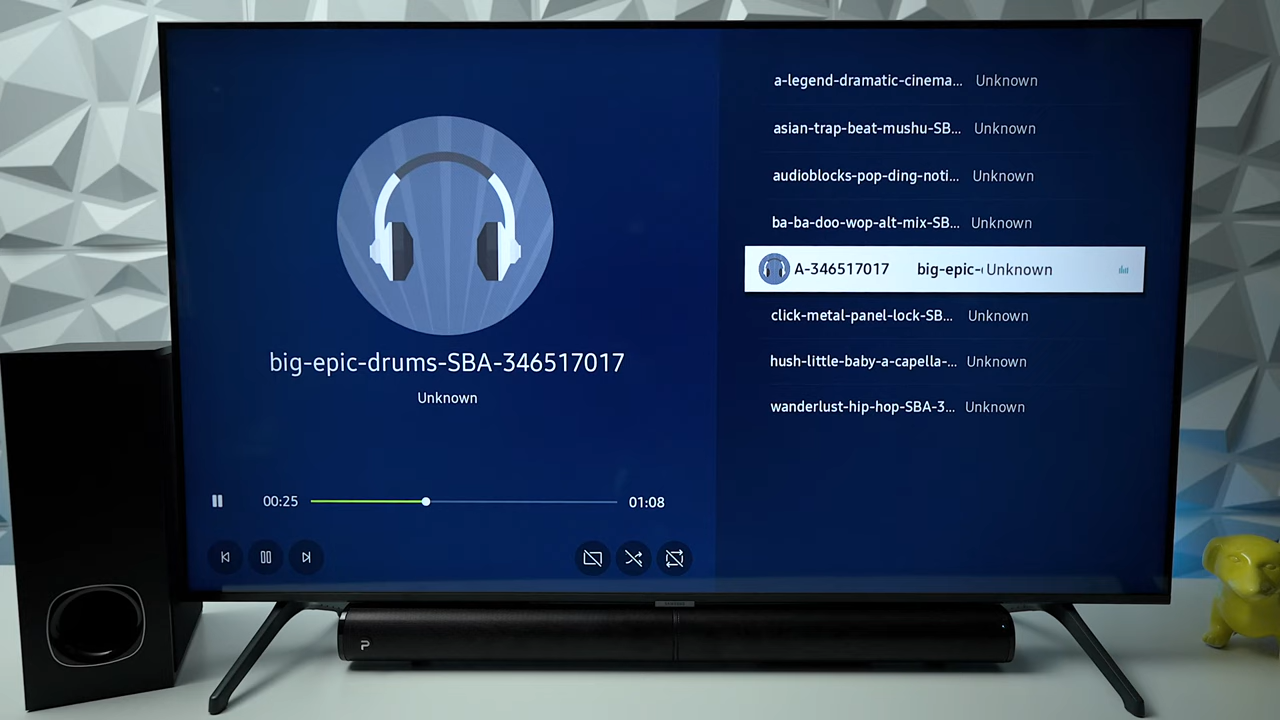 big-epic-drums-SBA-346517017
Unknown
00:25
01:08
a-legend-dramatic-cinema... Unknown
asian-trap-beat-mushu-SB... Unknown
audioblocks-pop-ding-noti... Unknown
ba-ba-doo-wop-alt-mix-SB... Unknown
A-346517017 big-epic- Unknown
click-metal-panel-lock-SB... Unknown
hush-little-baby-a-capella-... Unknown
wanderlust-hip-hop-SBA-3... Unknown
P